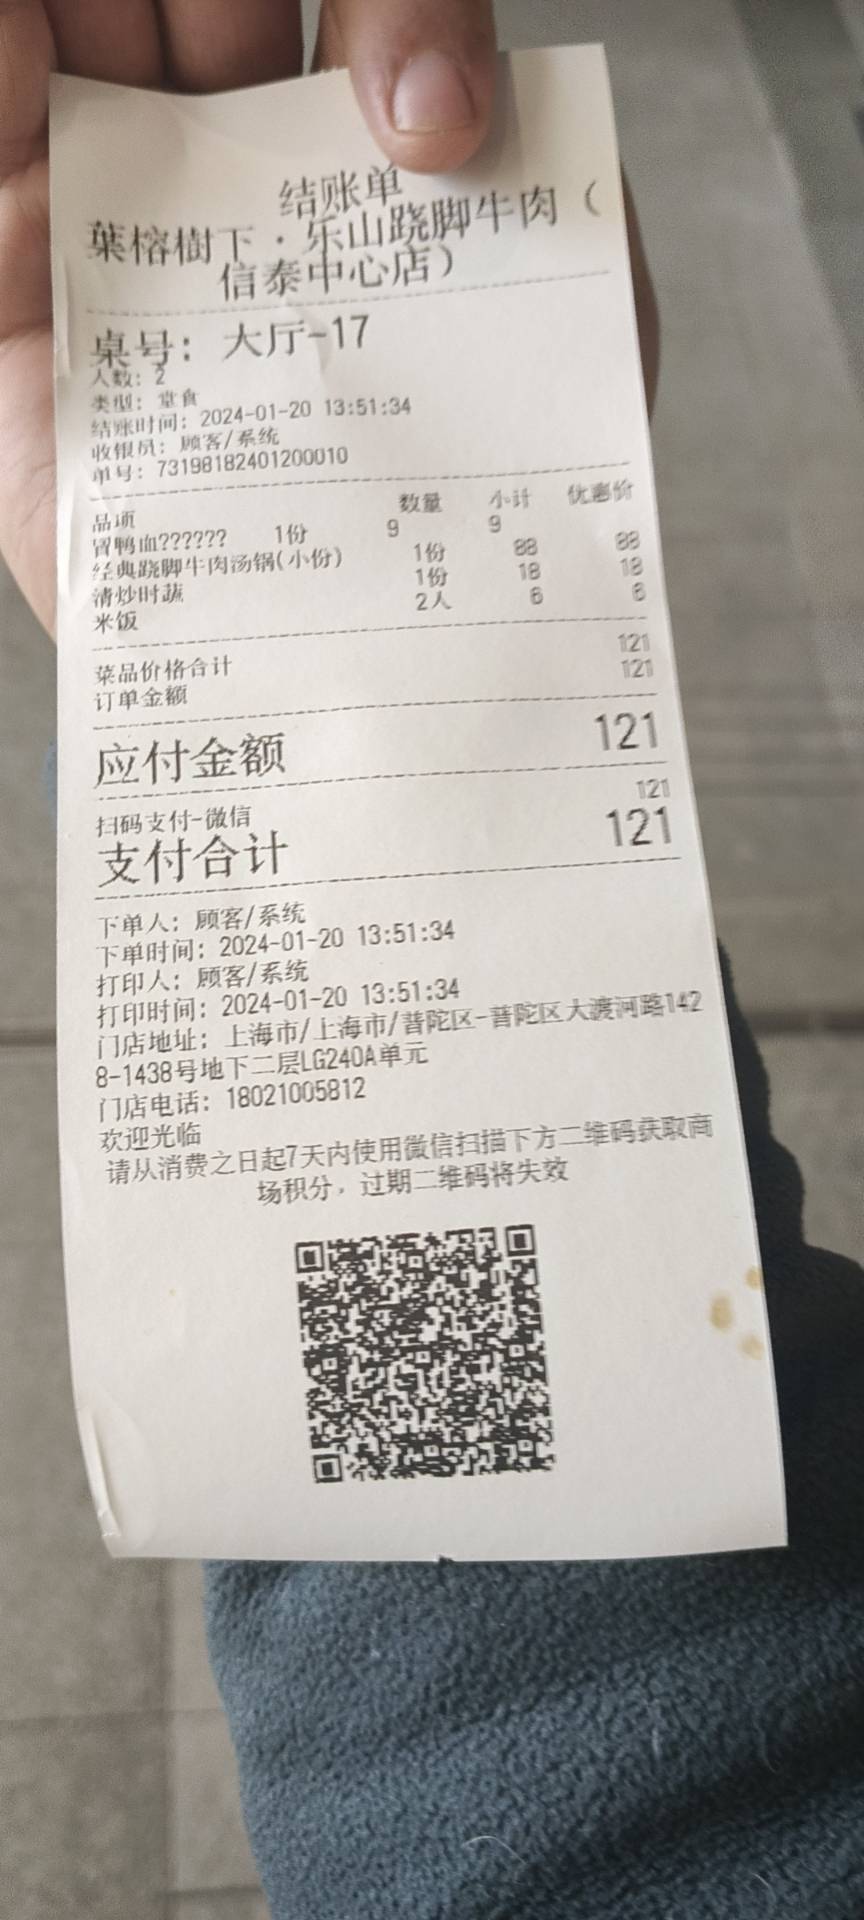 结账单
葉榕樹下·乐山跷脚牛肉（
信泰中心店）
桌号：大厅-17
人数：2
类型：堂食
结账时间：2024-01-20 13:51:34
收银员：顾客/系统
单号：73198182401200010
品项 数量 小计 优惠价
冒鸭血?????? 1份 9 9
经典跷脚牛肉汤锅(小份) 1份 88 88
清炒时蔬 1份 18 18
米饭 2人 6 6
菜品价格合计 121
订单金额 121
应付金额 121
扫码支付-微信 121
支付合计 121
下单人：顾客/系统
下单时间：2024-01-20 13:51:34
打印人：顾客/系统
打印时间：2024-01-20 13:51:34
门店地址：上海市/上海市/普陀区-普陀区大渡河路142
8-1438号地下二层LG240A单元
门店电话：18021005812
欢迎光临
请从消费之日起7天内使用微信扫描下方二维码获取商
场积分，过期二维码将失效